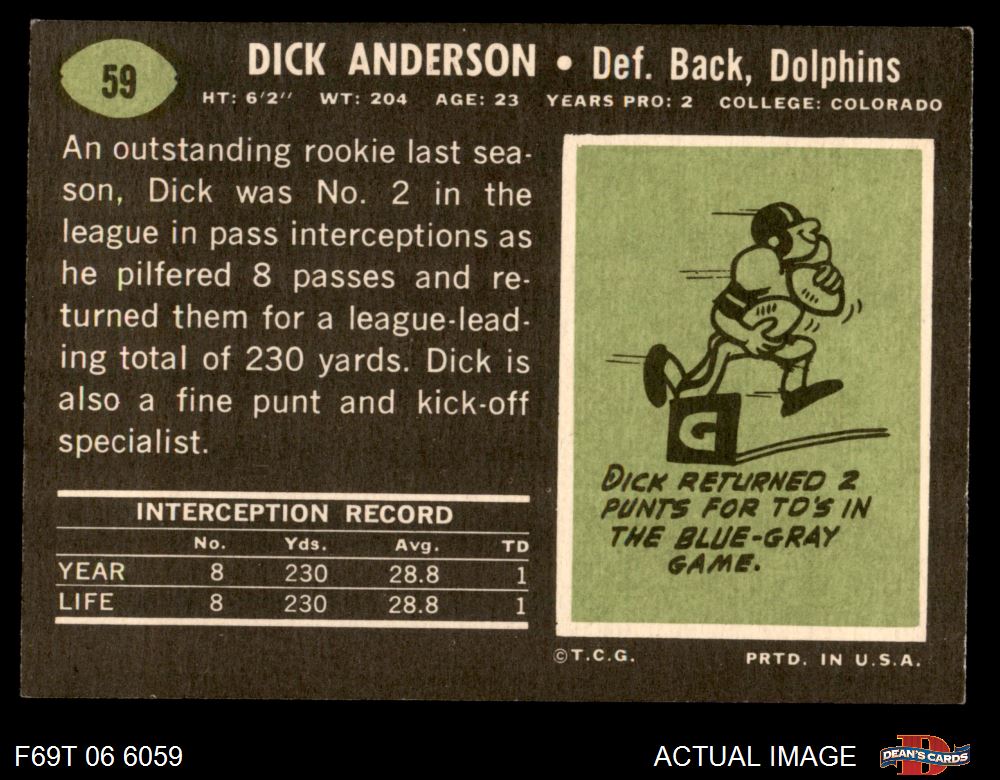 59
DICK ANDERSON • Def. Back, Dolphins
HT: 6'2" WT: 204 AGE: 23 YEARS PRO: 2 COLLEGE: COLORADO
An outstanding rookie last sea-
son, Dick was No. 2 in the
league in pass interceptions as
he pilfered 8 passes and re-
turned them for a league-lead-
ing total of 230 yards. Dick is
also a fine punt and kick-off
specialist.
INTERCEPTION RECORD
No. Yds. Avg. TD
YEAR 8 230 28.8 1
LIFE 8 230 28.8 1
G
DICK RETURNED 2
PUNTS FOR TD'S IN
THE BLUE-GRAY
GAME.
©T.C.G. PRTD. IN U.S.A.
F69T 06 6059
ACTUAL IMAGE
D
DEAN'S CARDS